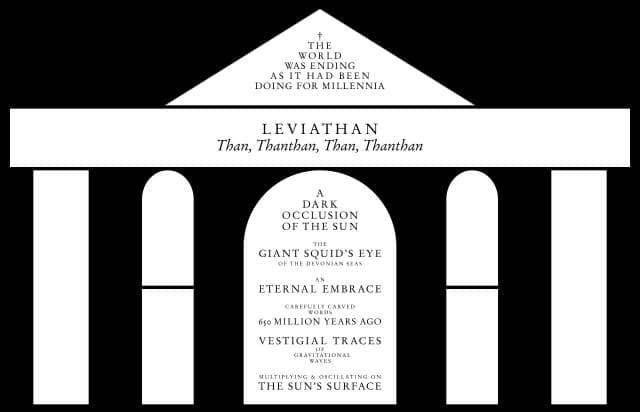 †
THE
WORLD
WAS ENDING
AS IT HAD BEEN
DOING FOR MILLENNIA
LEVIATHAN
Than, Thanthan, Than, Thanthan
A
DARK
OCCLUSION
OF THE SUN
THE
GIANT SQUID'S EYE
OF THE DEVONIAN SEAS
AN
ETERNAL EMBRACE
CAREFULLY CARVED
WORDS
650 MILLION YEARS AGO
VESTIGIAL TRACES
OF
GRAVITATIONAL
WAVES
MULTIPLYING & OSCILLATING ON
THE SUN'S SURFACE